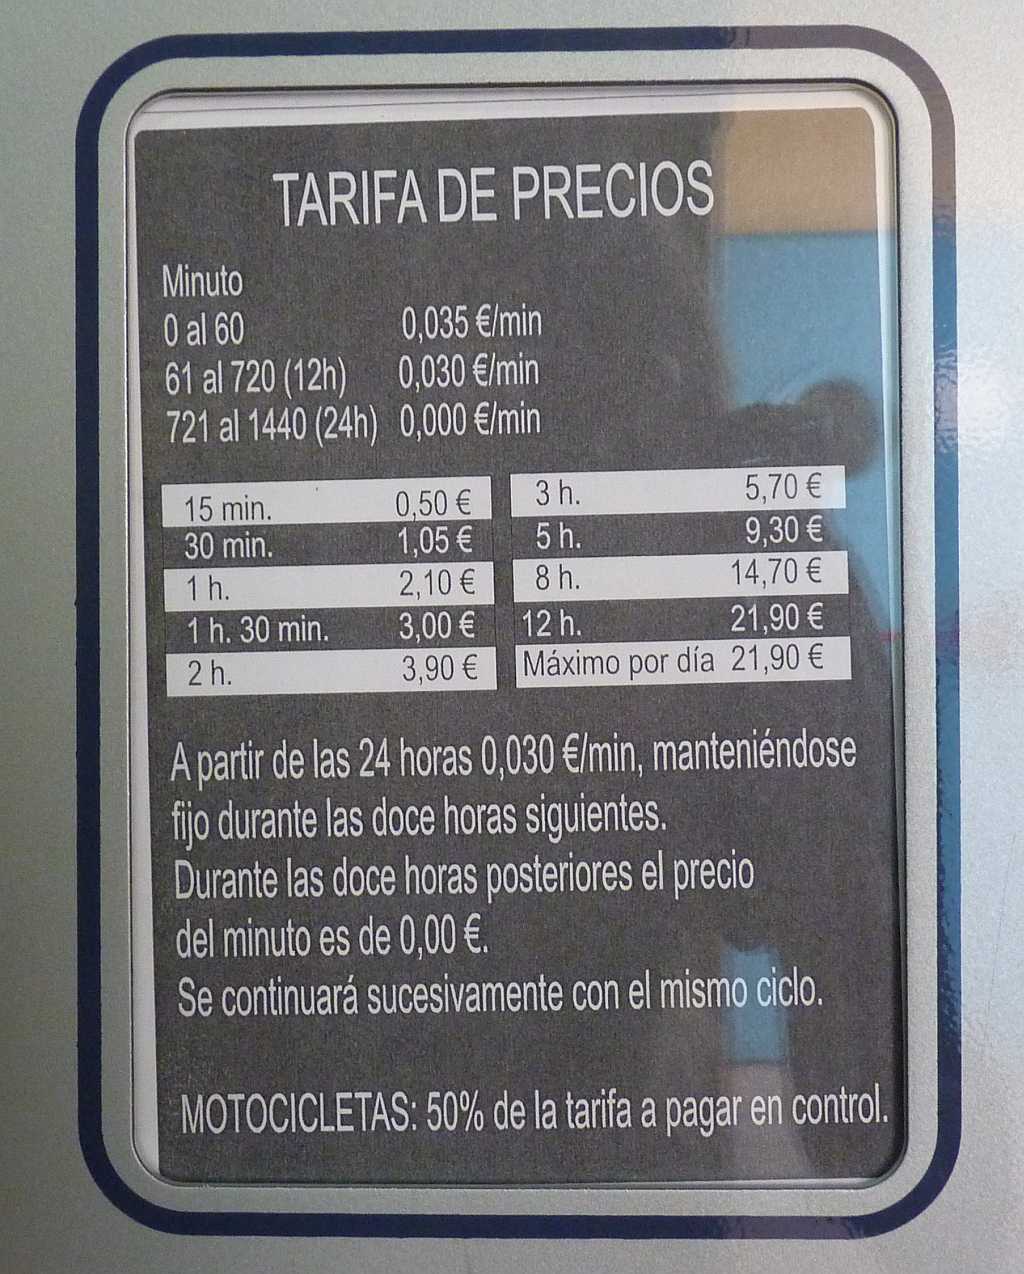 TARIFA DE PRECIOS
Minuto
0 al 60 0,035 €/min
61 al 720 (12h) 0,030 €/min
721 al 1440 (24h) 0,000 €/min
15 min. 0,50 €
30 min. 1,05 €
1 h. 2,10 €
1 h. 30 min. 3,00 €
2 h. 3,90 €
3 h. 5,70 €
5 h. 9,30 €
8 h. 14,70 €
12 h. 21,90 €
Máximo por día 21,90 €
A partir de las 24 horas 0,030 €/min, manteniéndose
fijo durante las doce horas siguientes.
Durante las doce horas posteriores el precio
del minuto es de 0,00 €.
Se continuará sucesivamente con el mismo ciclo.
MOTOCICLETAS: 50% de la tarifa a pagar en control.